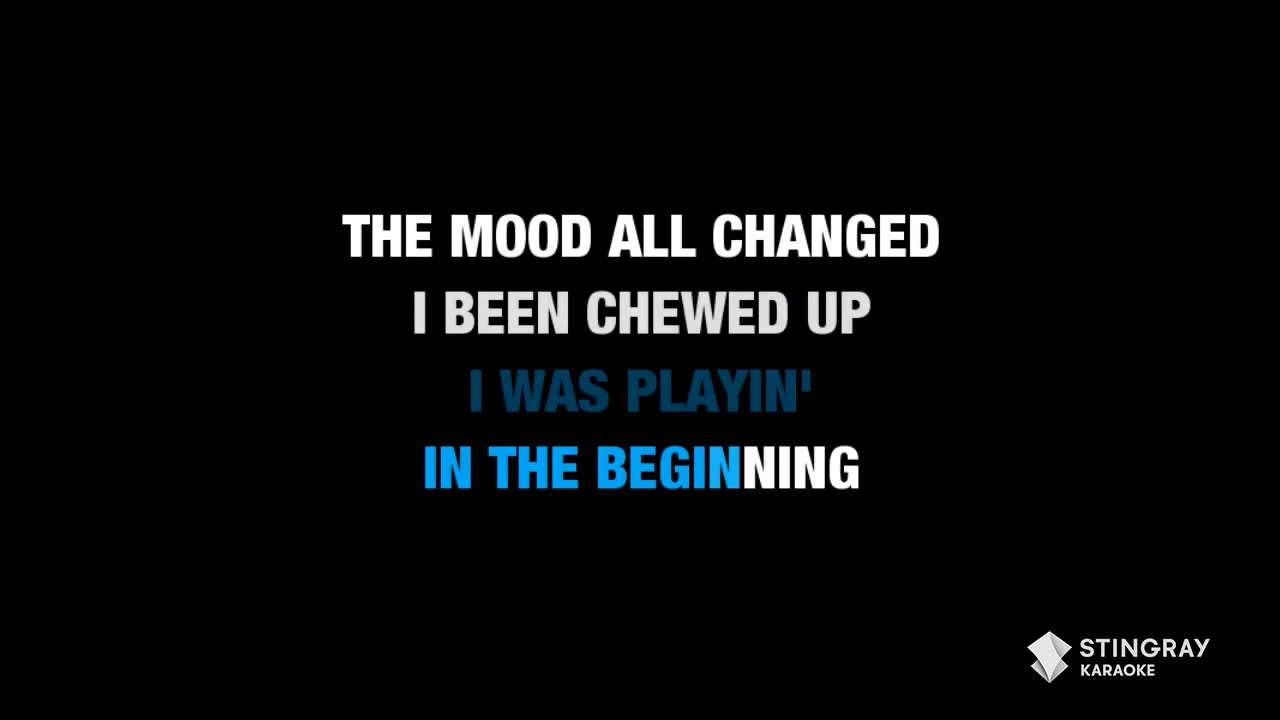 THE MOOD ALL CHANGED
I BEEN CHEWED UP
I WAS PLAYIN'
IN THE BEGINNING
STINGRAY
KARAOKE